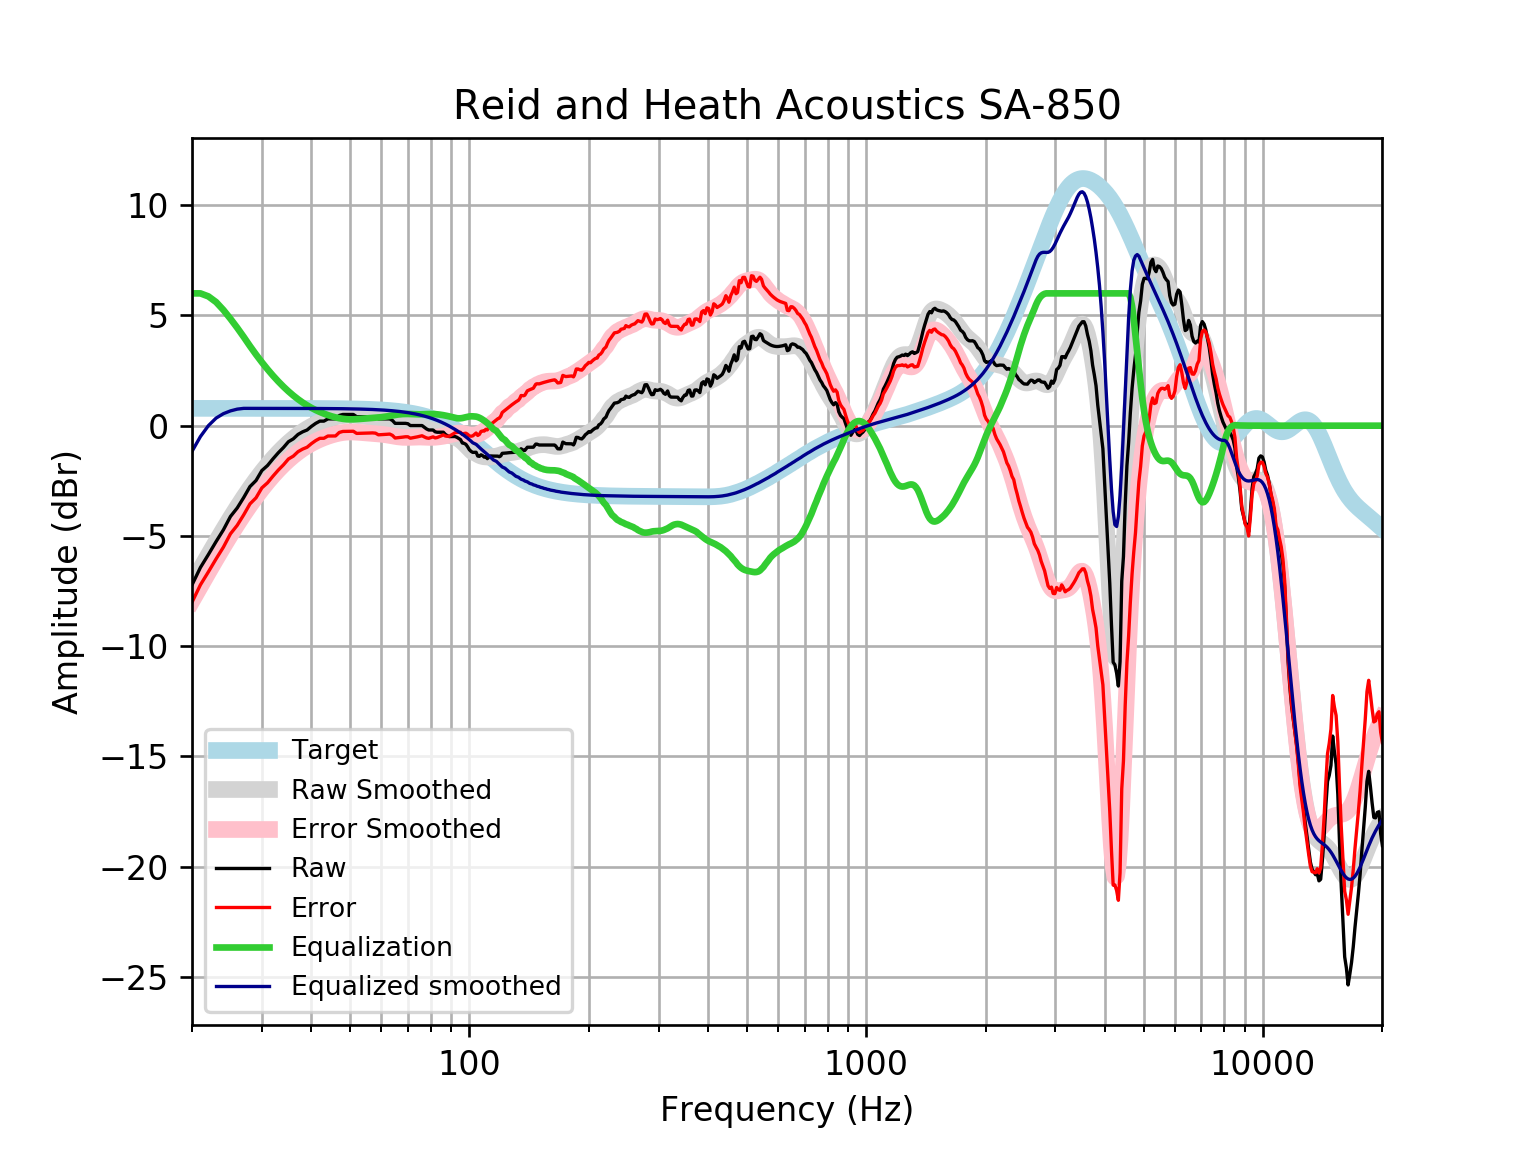 Reid and Heath Acoustics SA-850
Amplitude (dBr)
10
5
0
−5
−10
−15
−20
−25
Target
Raw Smoothed
Error Smoothed
Raw
Error
Equalization
Equalized smoothed
100 1000 10000
Frequency (Hz)